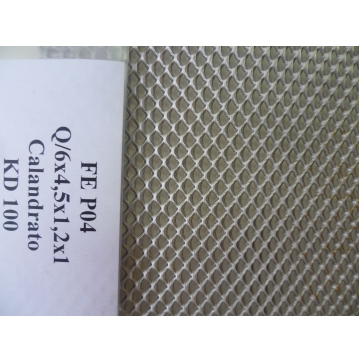 FE P04
Q/6x4,5x1,2x1
Calandrato
KD 100